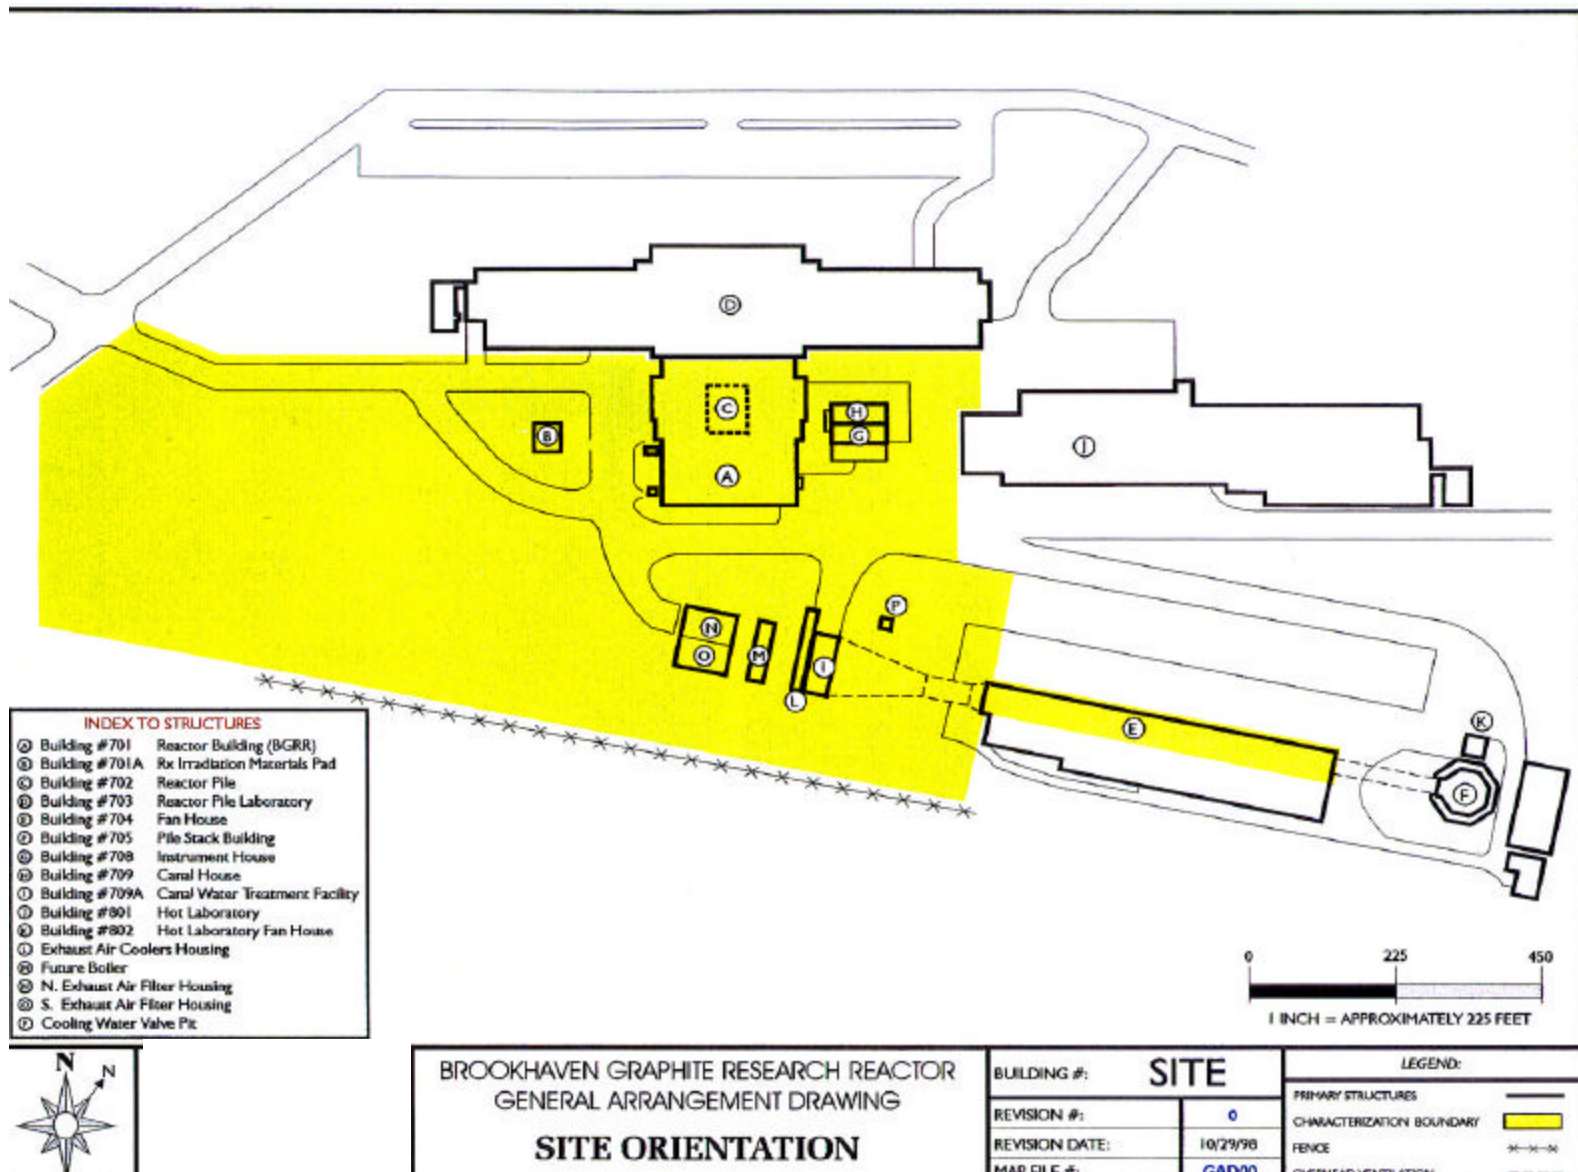 D
C
H
G
B
A
J
P
N
O
M
I
L
E
K
F
INDEX TO STRUCTURES
A Building #701 Reactor Building (BGRR)
B Building #701A Rx Irradiation Materials Pad
C Building #702 Reactor Pile
D Building #703 Reactor Pile Laboratory
E Building #704 Fan House
F Building #705 Pile Stack Building
G Building #708 Instrument House
H Building #709 Canal House
I Building #709A Canal Water Treatment Facility
J Building #801 Hot Laboratory
K Building #802 Hot Laboratory Fan House
L Exhaust Air Coolers Housing
M Future Boiler
N N. Exhaust Air Filter Housing
O S. Exhaust Air Filter Housing
P Cooling Water Valve Pit
0 225 450
1 INCH = APPROXIMATELY 225 FEET
N N
BROOKHAVEN GRAPHITE RESEARCH REACTOR
GENERAL ARRANGEMENT DRAWING
SITE ORIENTATION
BUILDING #: SITE
REVISION #: 0
REVISION DATE: 10/29/98
MAP FILE #: GAD00
LEGEND:
PRIMARY STRUCTURES
CHARACTERIZATION BOUNDARY
FENCE
OVERHEAD VENTILATION